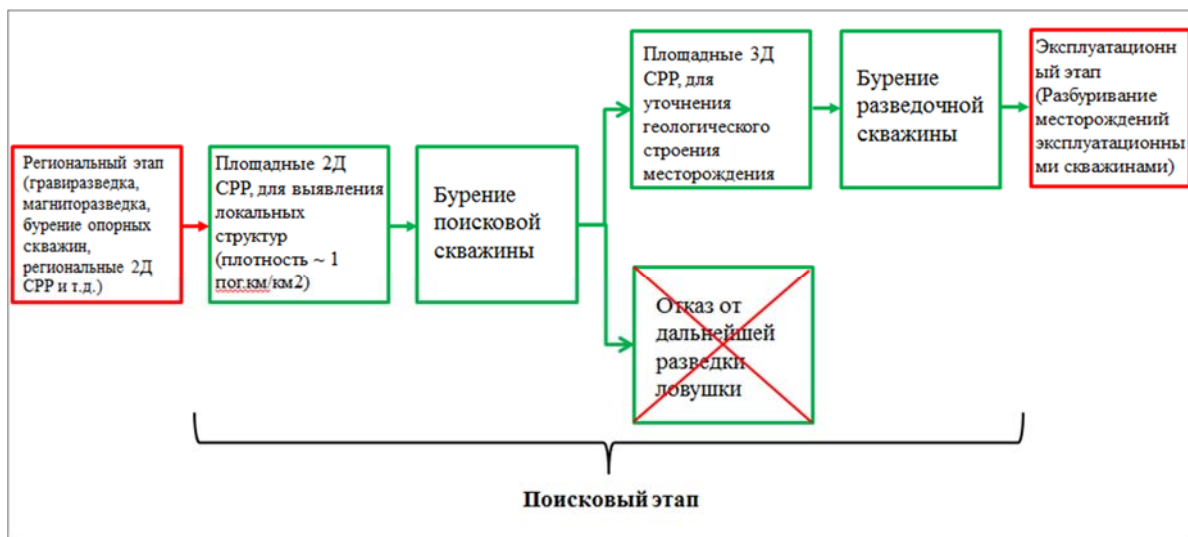 Региональный этап
(гравиразведка,
магниторазведка,
бурение опорных
скважин,
региональные 2Д
СРР и т.д.)
Площадные 2Д
СРР, для выявления
локальных
структур
(плотность ~ 1
пог.км/км2)
Бурение
поисковой
скважины
Площадные 3Д
СРР, для
уточнения
геологического
строения
месторождения
Бурение
разведочной
скважины
Эксплуатационн
ый этап
(Разбуривание
месторождений
эксплуатационны
ми скважинами)
Отказ от
дальнейшей
разведки
ловушки
Поисковый этап